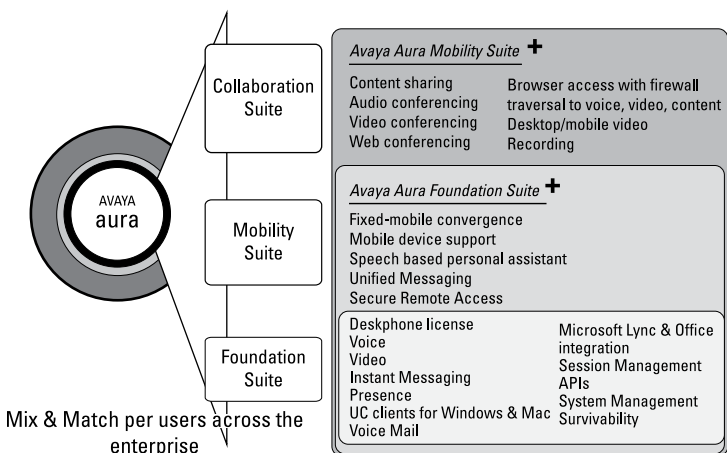 AVAYA
aura
Collaboration
Suite
Mobility
Suite
Foundation
Suite
Mix & Match per users across the
enterprise
Avaya Aura Mobility Suite +
Content sharing
Audio conferencing
Video conferencing
Web conferencing
Browser access with firewall
traversal to voice, video, content
Desktop/mobile video
Recording
Avaya Aura Foundation Suite +
Fixed-mobile convergence
Mobile device support
Speech based personal assistant
Unified Messaging
Secure Remote Access
Deskphone license
Voice
Video
Instant Messaging
Presence
UC clients for Windows & Mac
Voice Mail
Microsoft Lync & Office
integration
Session Management
APIs
System Management
Survivability